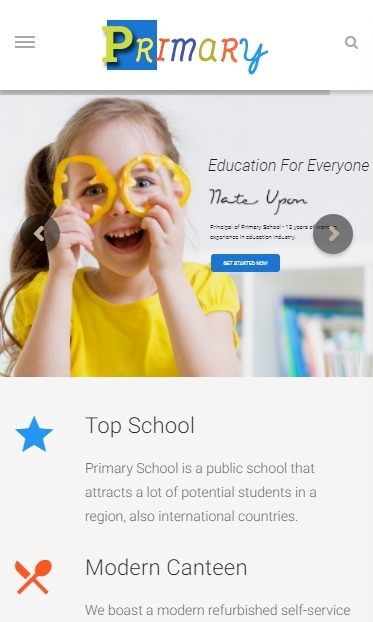 Primary
Education For Everyone
Nate Upon
Principal of Primary School - 12 years of
experience in education industry.
GET STARTED NOW
Top School
Primary School is a public school that
attracts a lot of potential students in a
region, also international countries.
Modern Canteen
We boast a modern refurbished self-service